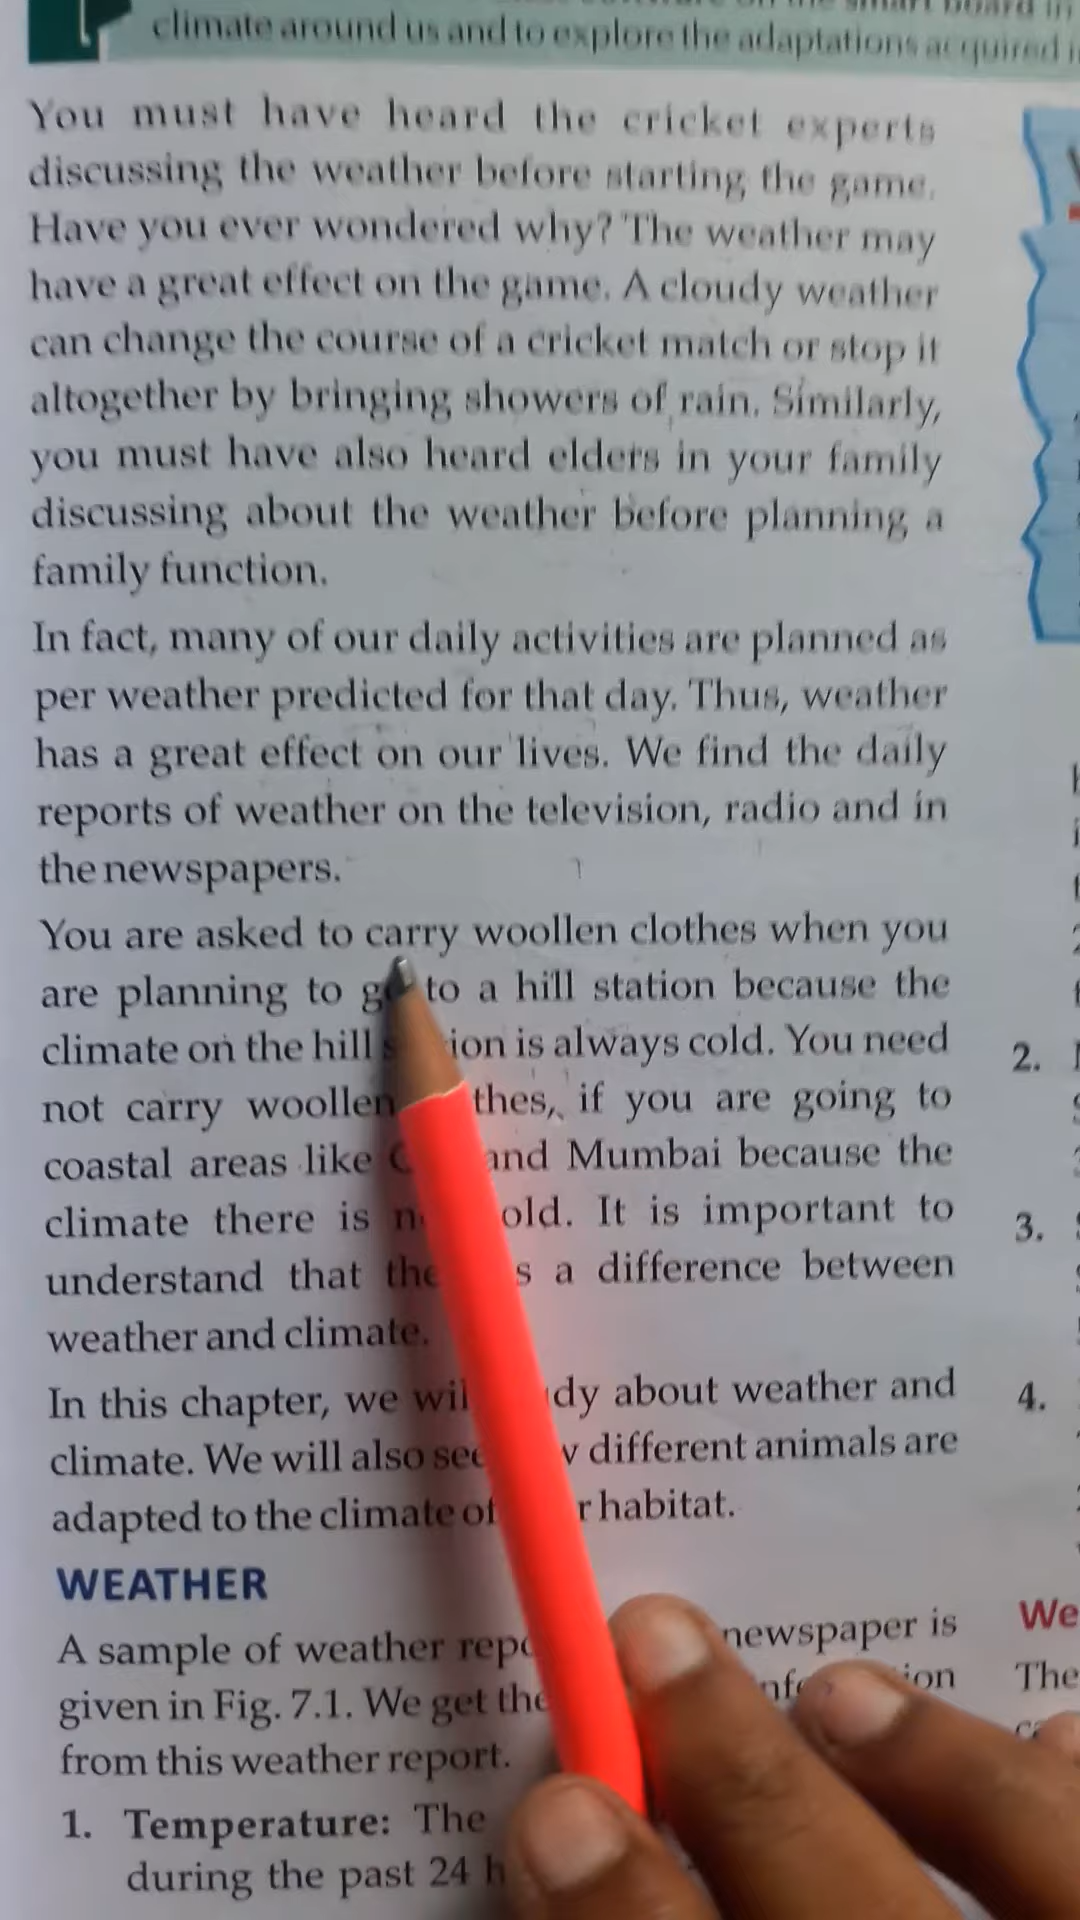 climate around us and to explore the adaptations acquired
You must have heard the cricket experts
discussing the weather before starting the game.
Have you ever wondered why? The weather may
have a great effect on the game. A cloudy weather
can change the course of a cricket match or stop it
altogether by bringing showers of rain. Similarly,
you must have also heard elders in your family
discussing about the weather before planning a
family function.
In fact, many of our daily activities are planned as
per weather predicted for that day. Thus, weather
has a great effect on our lives. We find the daily
reports of weather on the television, radio and in
the newspapers.
You are asked to carry woollen clothes when you
are planning to to a hill station because the
climate on the hill is always cold. You need
not carry woollen if you are going to
coastal areas like and Mumbai because the
climate there is It is important to
understand that a difference between
weather and climate.
In this chapter, we about weather and
climate. We will also different animals are
adapted to the climate of habitat.
WEATHER
A sample of weather newspaper is
given in Fig. 7.1. We get the
from this weather report.
1. Temperature: The
during the past 24
2.
3.
4.
We
The